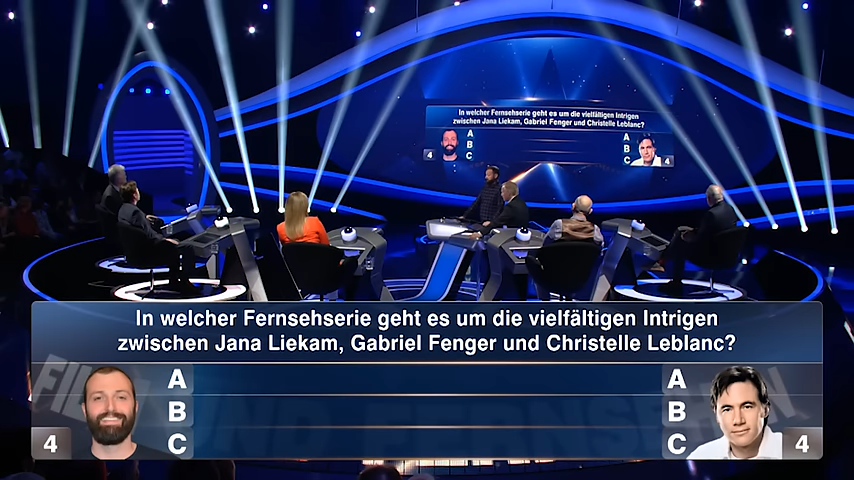 In welcher Fernsehserie geht es um die vielfältigen Intrigen
zwischen Jana Liekam, Gabriel Fenger und Christelle Leblanc?
A
B
C
4
A
B
C
4
In welcher Fernsehserie geht es um die vielfältigen Intrigen
zwischen Jana Liekam, Gabriel Fenger und Christelle Leblanc?
A
B
C
4
A
B
C
4
UND FERNSEHEN